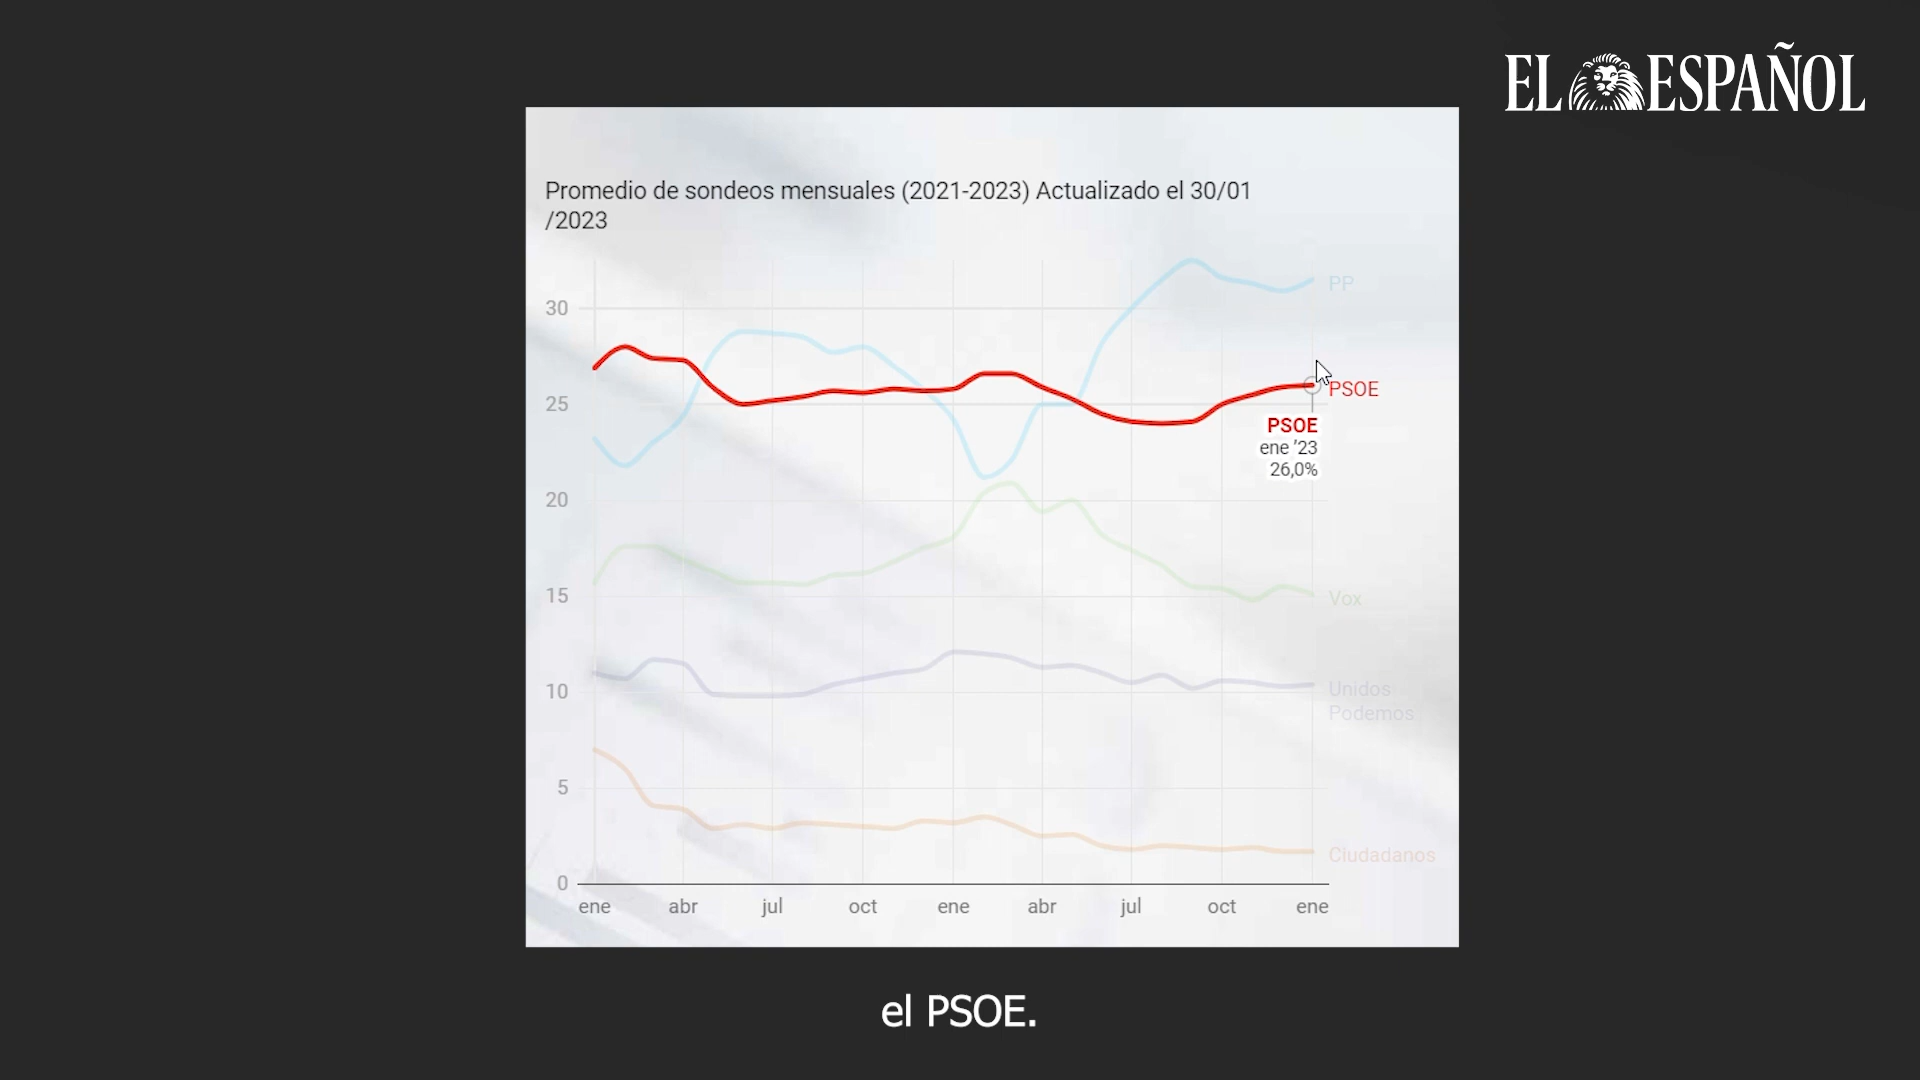 EL ESPAÑOL
Promedio de sondeos mensuales (2021-2023) Actualizado el 30/01
/2023
PP
30
PSOE
25
PSOE
ene '23
26,0%
20
15
Vox
10
Unidos
Podemos
5
Ciudadanos
0
ene abr jul oct ene abr jul oct ene
el PSOE.